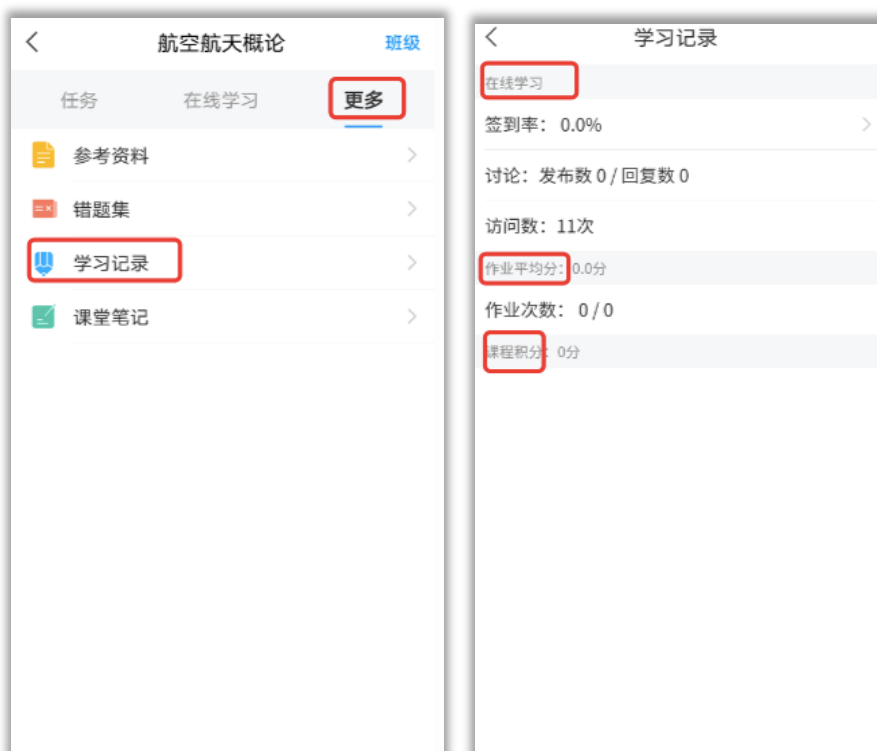 航空航天概论
班级
任务
在线学习
更多
参考资料
错题集
学习记录
课堂笔记
学习记录
在线学习
签到率： 0.0%
讨论：发布数 0 / 回复数 0
访问数：11次
作业平均分：0.0分
作业次数： 0 / 0
课程积分：0分